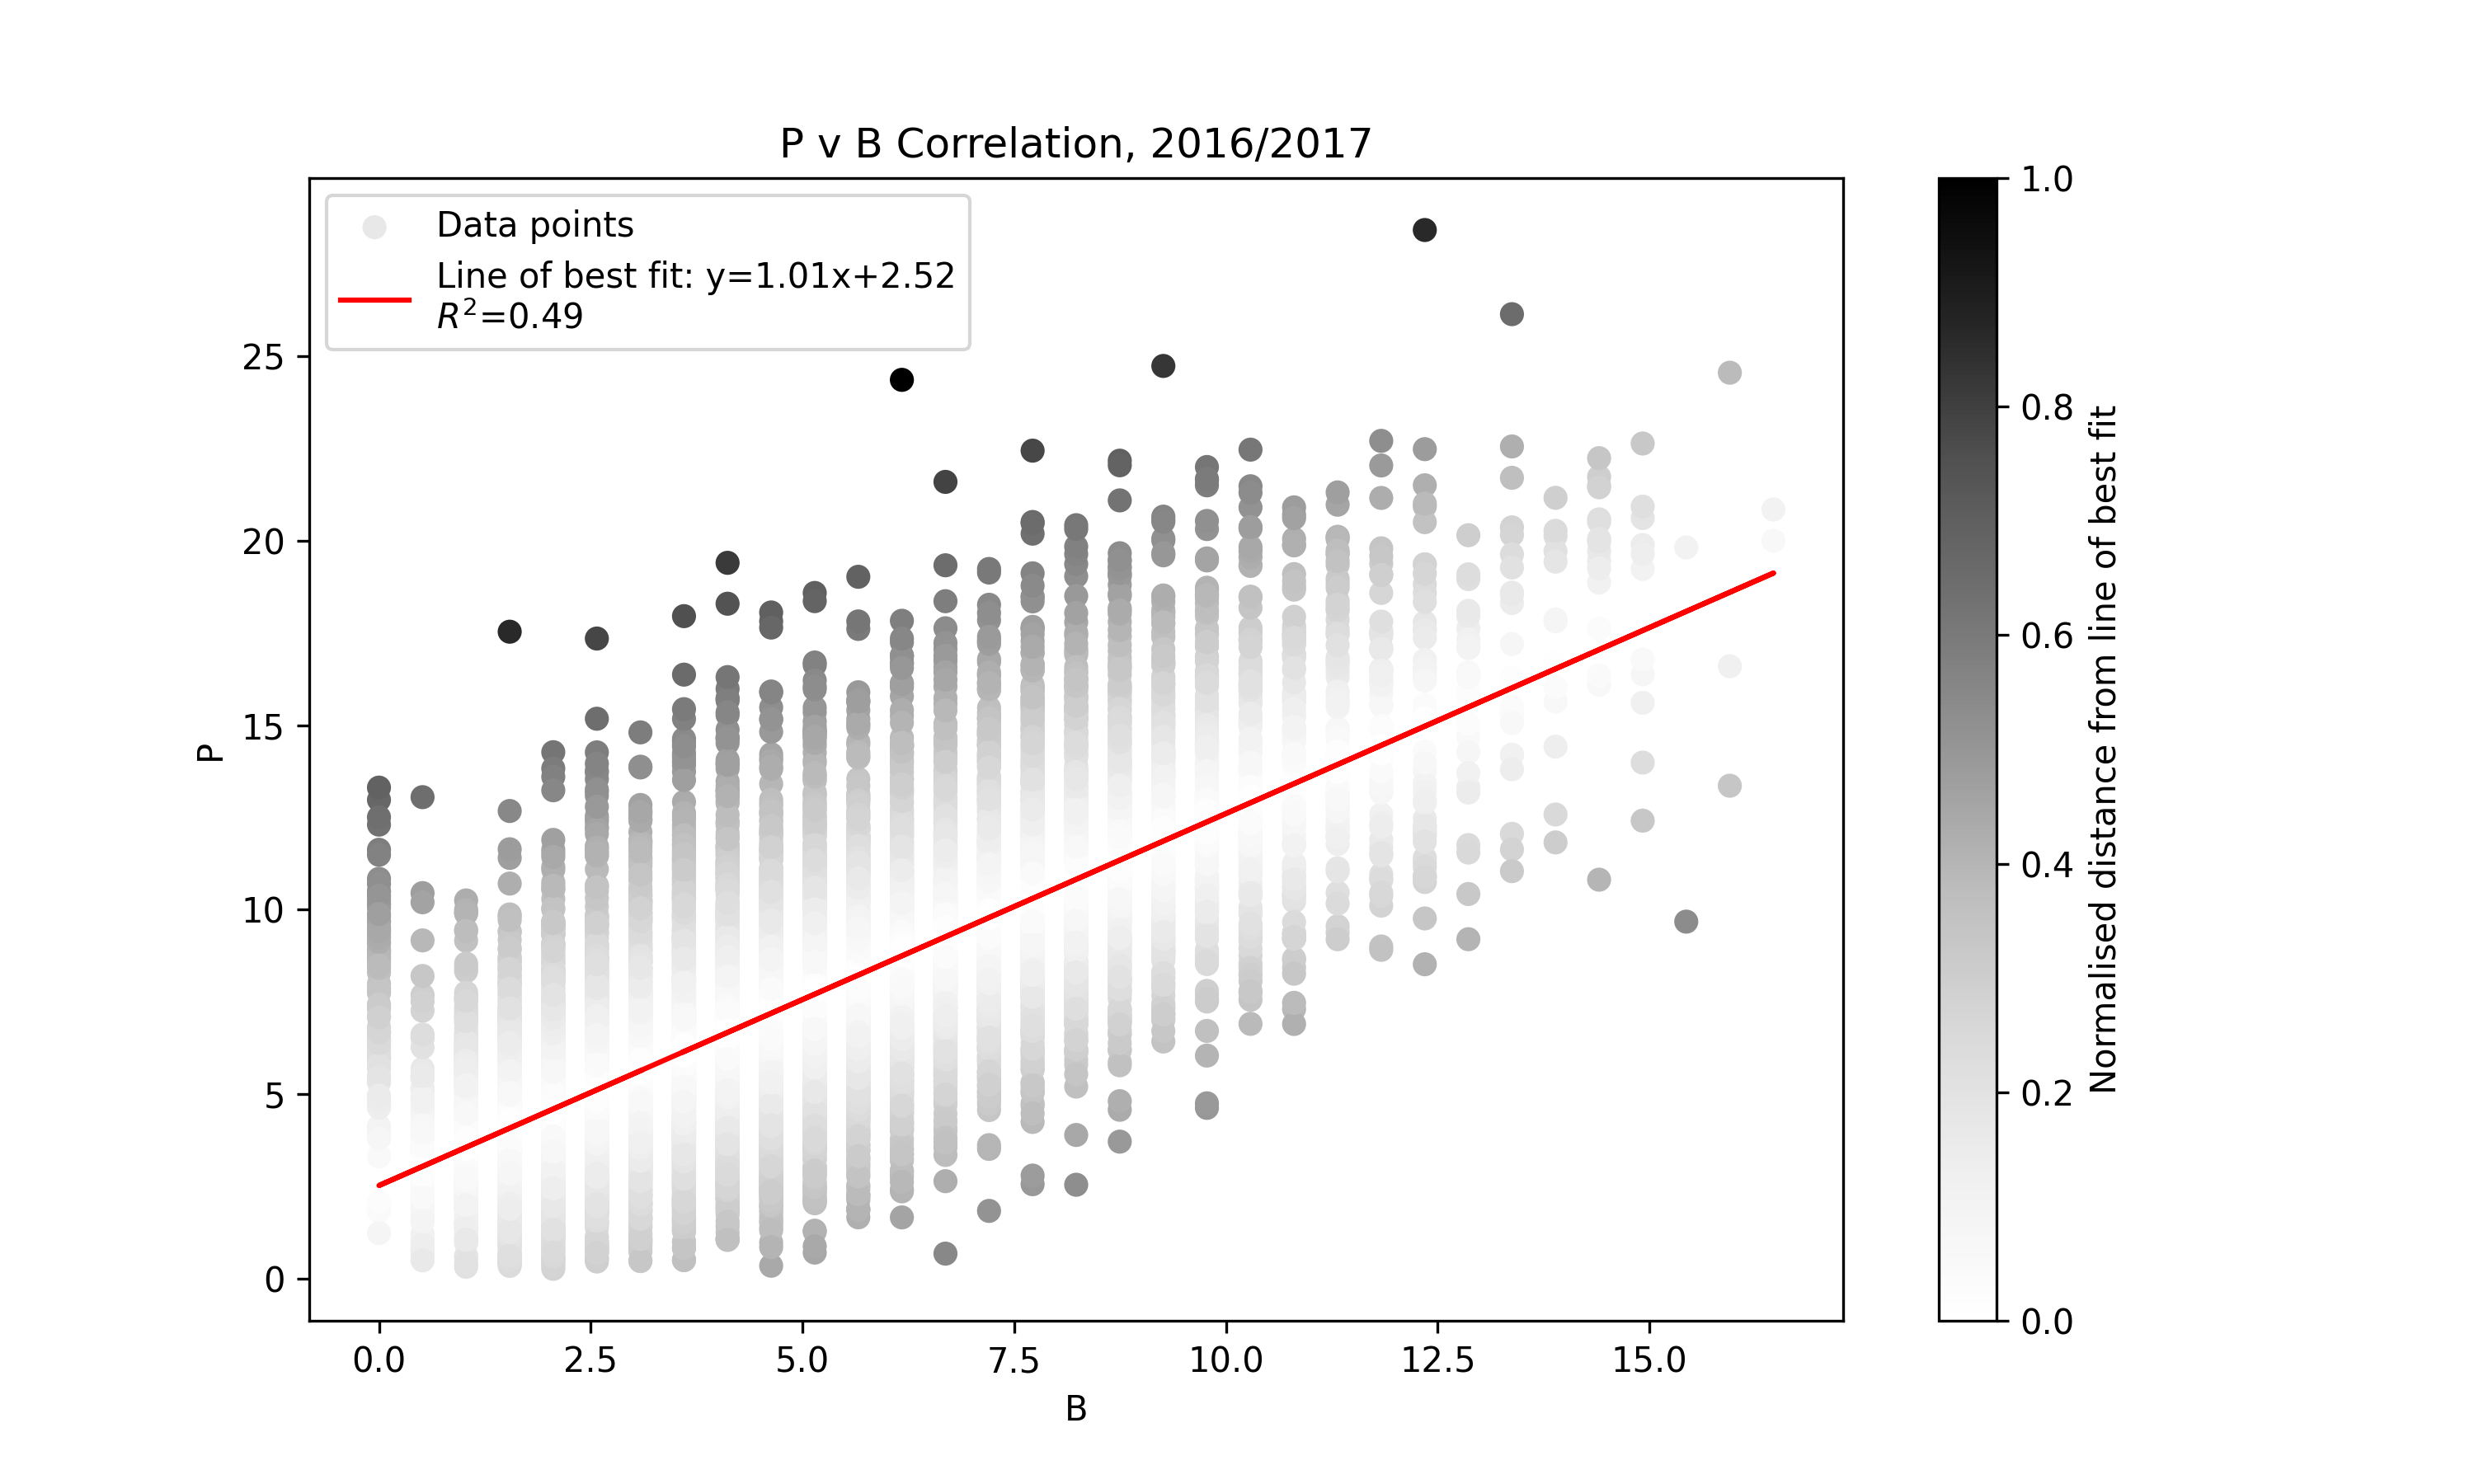 P v B Correlation, 2016/2017
Data points
Line of best fit: y=1.01x+2.52
R²=0.49
25
20
15
10
5
0
P
0.0 2.5 5.0 7.5 10.0 12.5 15.0
B
1.0
0.8
0.6
0.4
0.2
0.0
Normalised distance from line of best fit